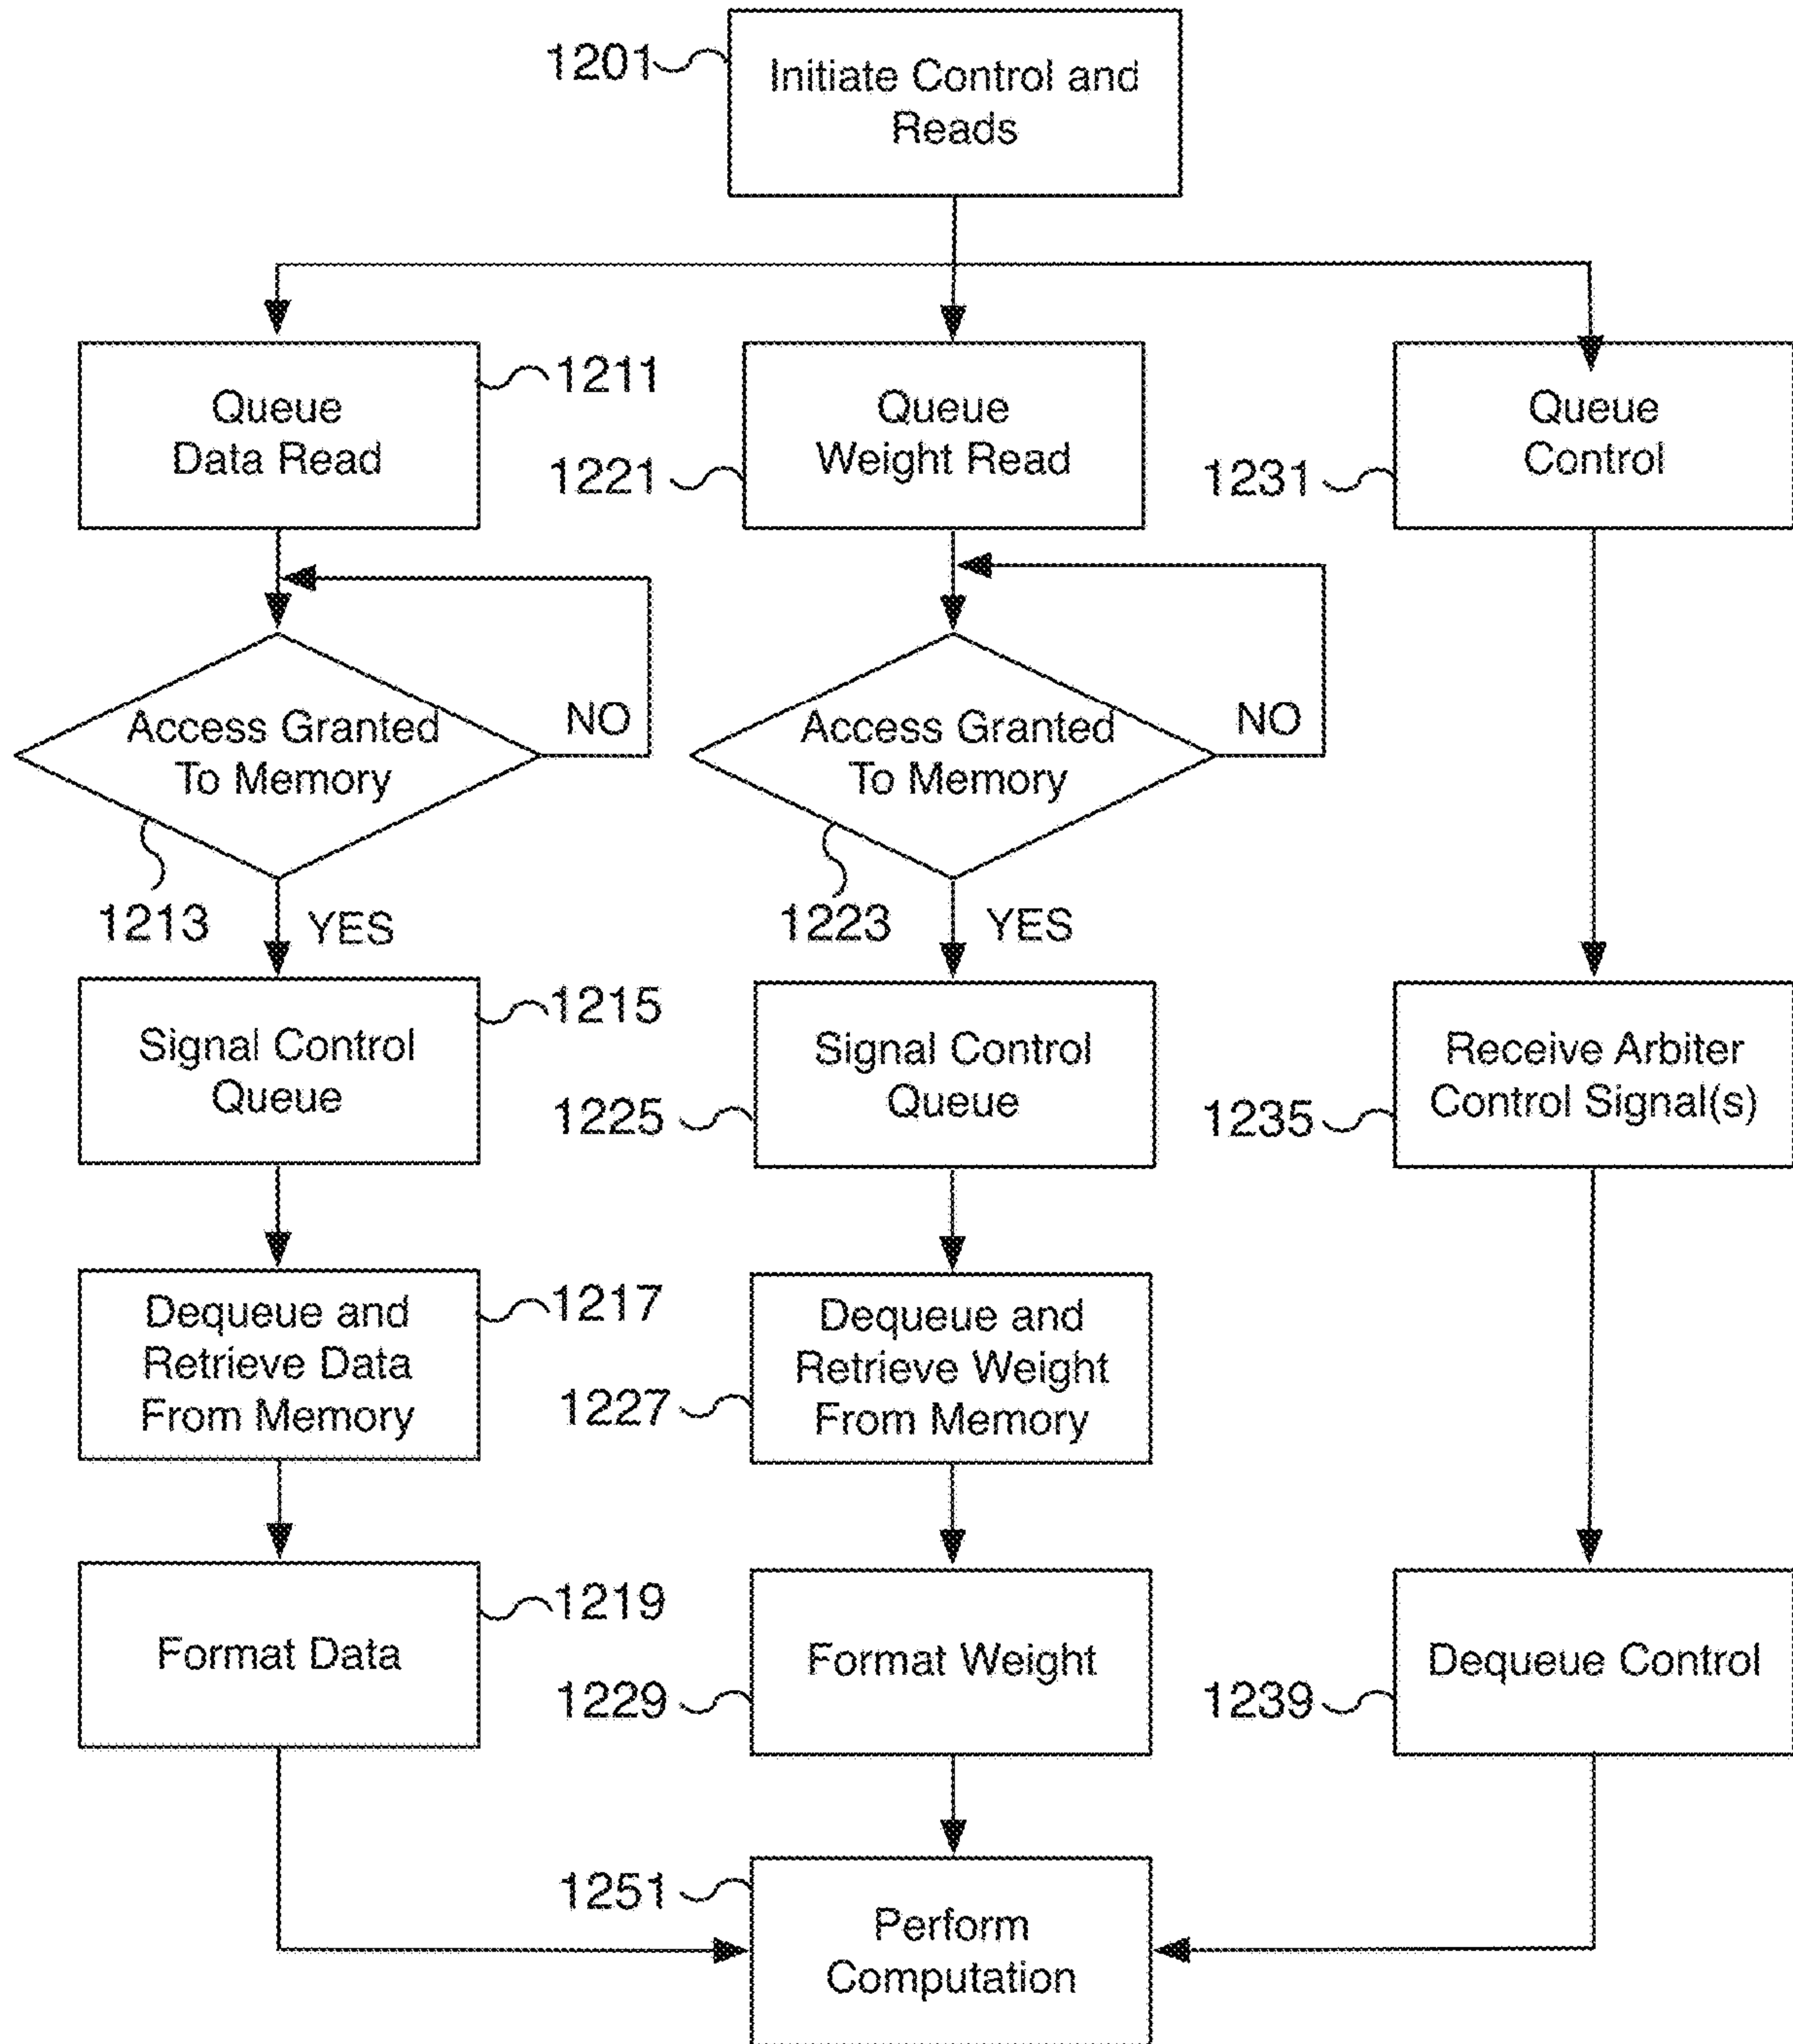 1201
Initiate Control and
Reads
Queue
Data Read
1211
Queue
Weight Read
1221
Queue
Control
1231
Access Granted
To Memory
NO
1213
YES
Access Granted
To Memory
NO
1223
YES
Signal Control
Queue
1215
Signal Control
Queue
1225
Receive Arbiter
Control Signal(s)
1235
Dequeue and
Retrieve Data
From Memory
1217
Dequeue and
Retrieve Weight
From Memory
1227
Format Data
1219
Format Weight
1229
Dequeue Control
1239
1251
Perform
Computation